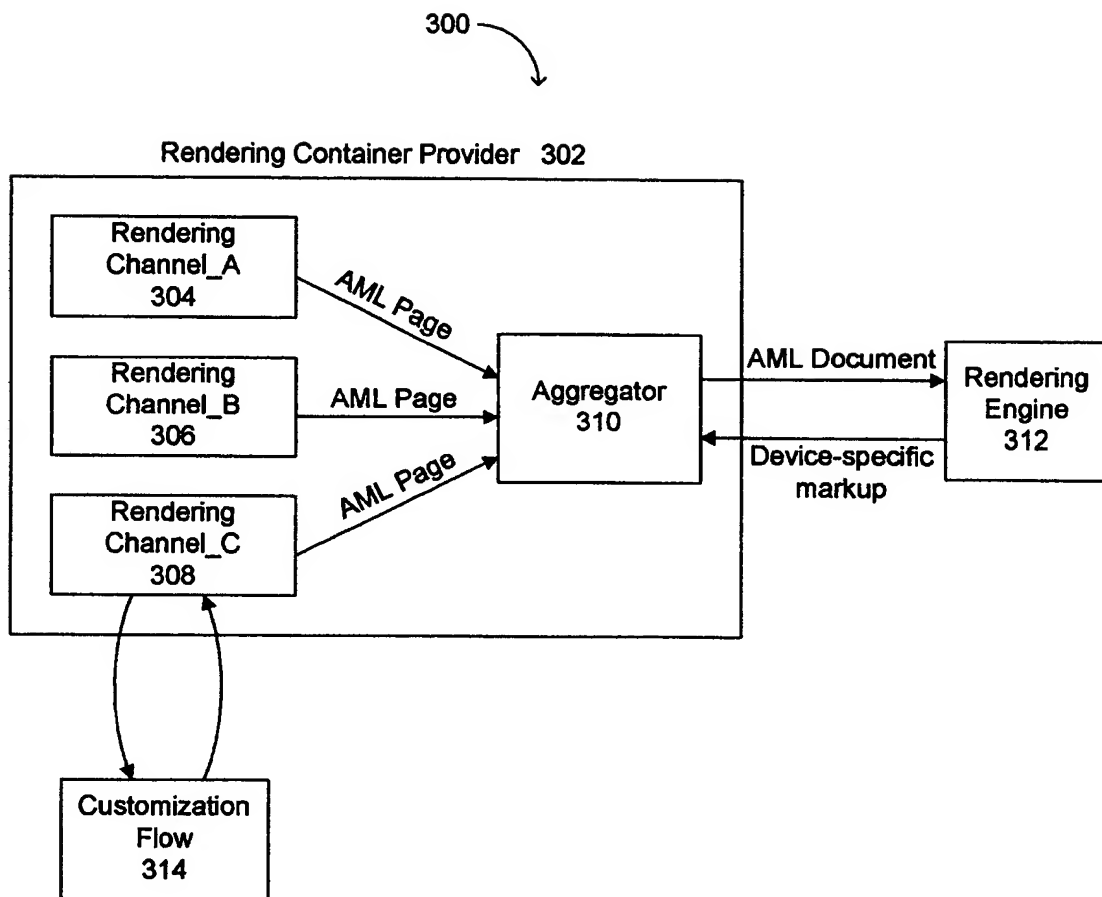 300
Rendering Container Provider 302
Rendering
Channel_A
304
AML Page
Rendering
Channel_B
306
AML Page
Rendering
Channel_C
308
AML Page
Aggregator
310
AML Document
Device-specific
markup
Rendering
Engine
312
Customization
Flow
314